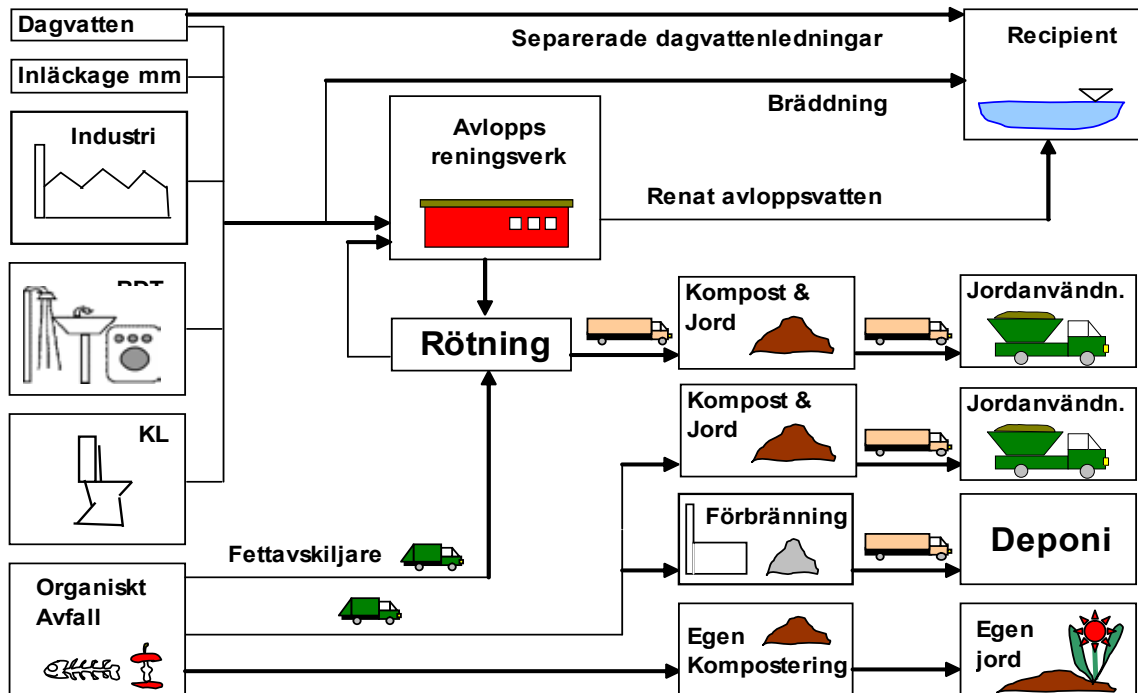 Dagvatten
Inläckage mm
Industri
KL
Organiskt
Avfall
Separerade dagvattenledningar
Bräddning
Avlopps
reningsverk
Renat avloppsvatten
Recipient
Rötning
Kompost &
Jord
Jordanvändn.
Kompost &
Jord
Jordanvändn.
Fettavskiljare
Förbränning
Deponi
Egen
Kompostering
Egen
jord